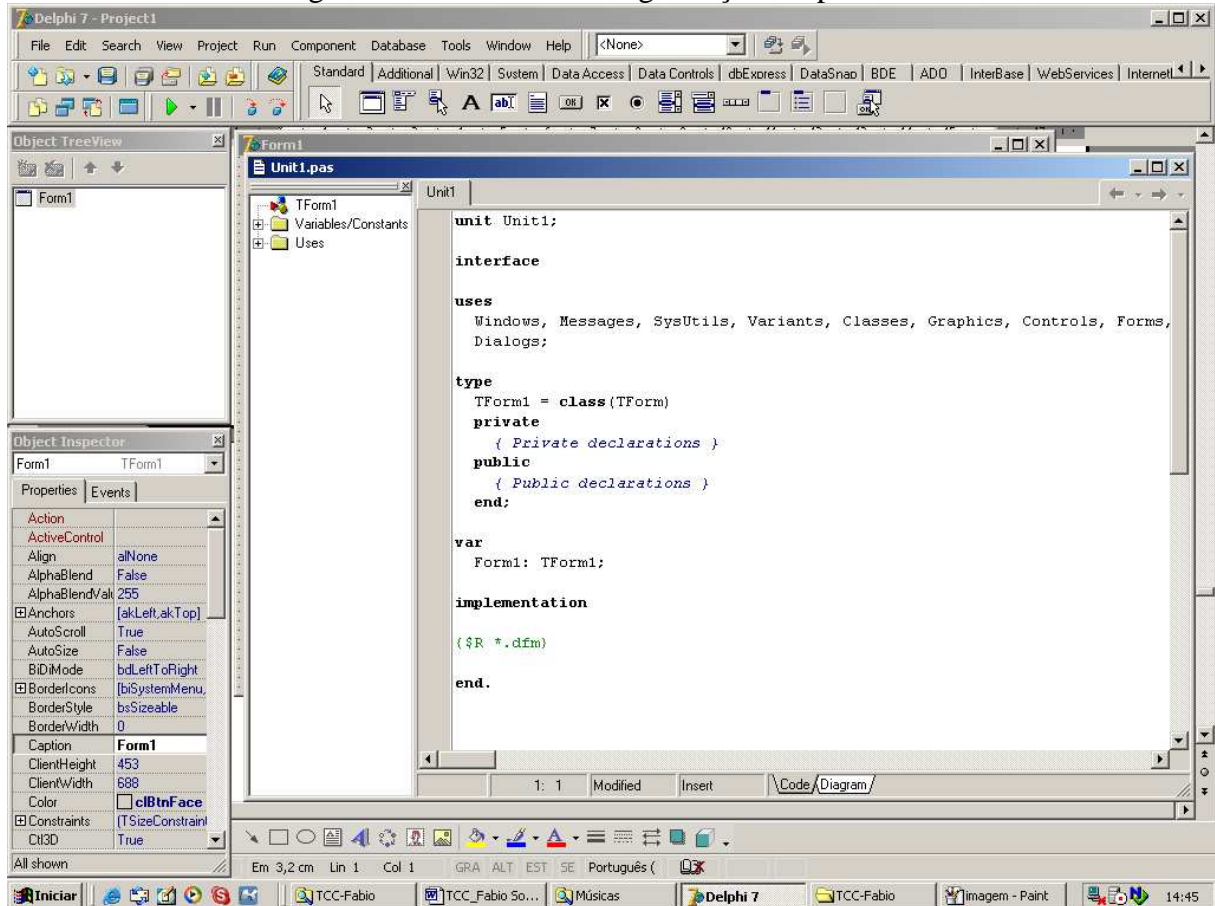 Delphi 7 - Project1
File Edit Search View Project Run Component Database Tools Window Help <None>
Standard Additional Win32 System Data Access Data Controls dbExpress DataSnap BDE ADO InterBase WebServices Internet
Object TreeView
Form1
Form1
Unit1.pas
TForm1
Variables/Constants
Uses
Unit1
unit Unit1;
interface
uses
Windows, Messages, SysUtils, Variants, Classes, Graphics, Controls, Forms,
Dialogs;
type
TForm1 = class(TForm)
private
{ Private declarations }
public
{ Public declarations }
end;
var
Form1: TForm1;
implementation
{$R *.dfm}
end.
1: 1 Modified Insert Code Diagram
Object Inspector
Form1 TForm1
Properties Events
Action
ActiveControl
Align alNone
AlphaBlend False
AlphaBlendValu 255
Anchors [akLeft,akTop]
AutoScroll True
AutoSize False
BiDiMode bdLeftToRight
BorderIcons [biSystemMenu,
BorderStyle bsSizeable
BorderWidth 0
Caption Form1
ClientHeight 453
ClientWidth 688
Color clBtnFace
Constraints (TSizeConstraint
Ctl3D True
All shown
Em 3,2 cm Lin 1 Col 1 GRA ALT EST SE Português (
Iniciar TCC-Fabio TCC_Fabio So... Músicas Delphi 7 TCC-Fabio imagem - Paint 14:45